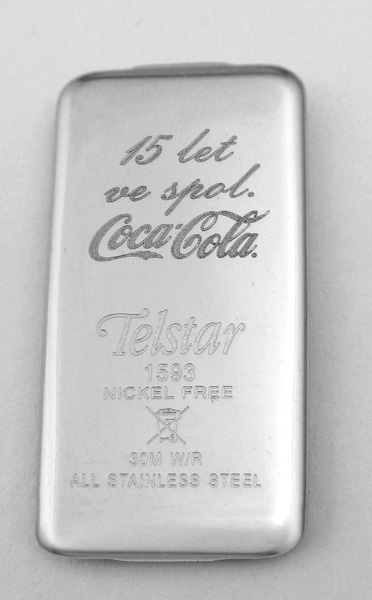 15 let
ve spol.
Coca-Cola.
Telstar
1593
NICKEL FREE
30M W/R
ALL STAINLESS STEEL